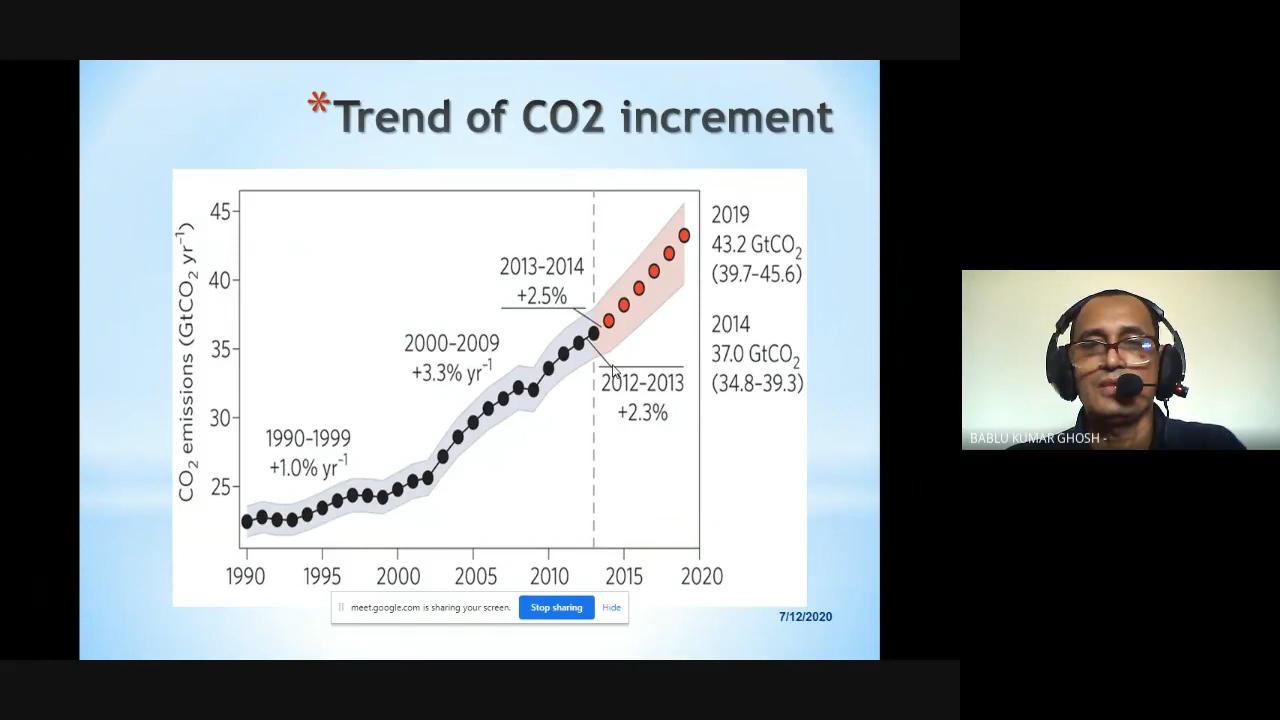 *Trend of CO2 increment
CO₂ emissions (GtCO₂ yr⁻¹)
45
40
35
30
25
1990
1995
2000
2005
2010
2015
2020
1990–1999
+1.0% yr⁻¹
2000–2009
+3.3% yr⁻¹
2013–2014
+2.5%
2012–2013
+2.3%
2019
43.2 GtCO₂
(39.7–45.6)
2014
37.0 GtCO₂
(34.8–39.3)
meet.google.com is sharing your screen.
Stop sharing
Hide
7/12/2020
BABLU KUMAR GHOSH -